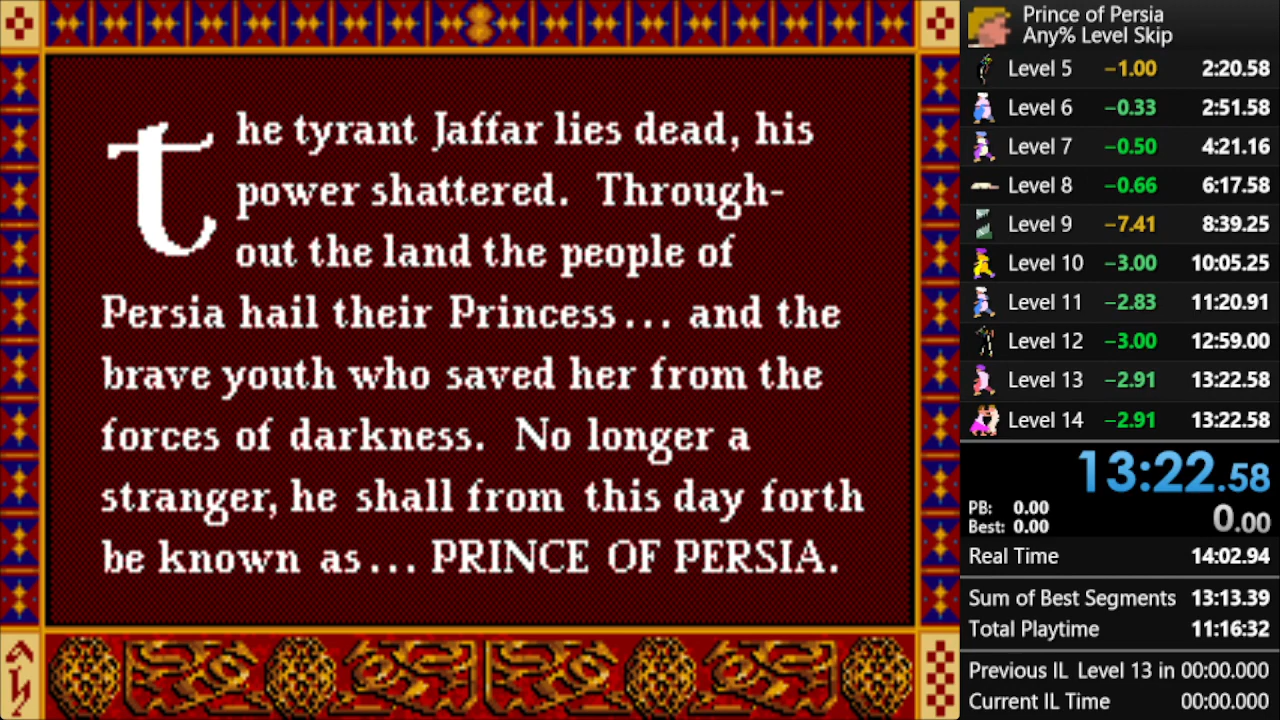 the tyrant Jaffar lies dead, his
power shattered. Through-
out the land the people of
Persia hail their Princess... and the
brave youth who saved her from the
forces of darkness. No longer a
stranger, he shall from this day forth
be known as... PRINCE OF PERSIA.
Prince of Persia
Any% Level Skip
Level 5 −1.00 2:20.58
Level 6 −0.33 2:51.58
Level 7 −0.50 4:21.16
Level 8 −0.66 6:17.58
Level 9 −7.41 8:39.25
Level 10 −3.00 10:05.25
Level 11 −2.83 11:20.91
Level 12 −3.00 12:59.00
Level 13 −2.91 13:22.58
Level 14 −2.91 13:22.58
13:22.58
PB: 0.00
Best: 0.00 0.00
Real Time 14:02.94
Sum of Best Segments 13:13.39
Total Playtime 11:16:32
Previous IL Level 13 in 00:00.000
Current IL Time 00:00.000